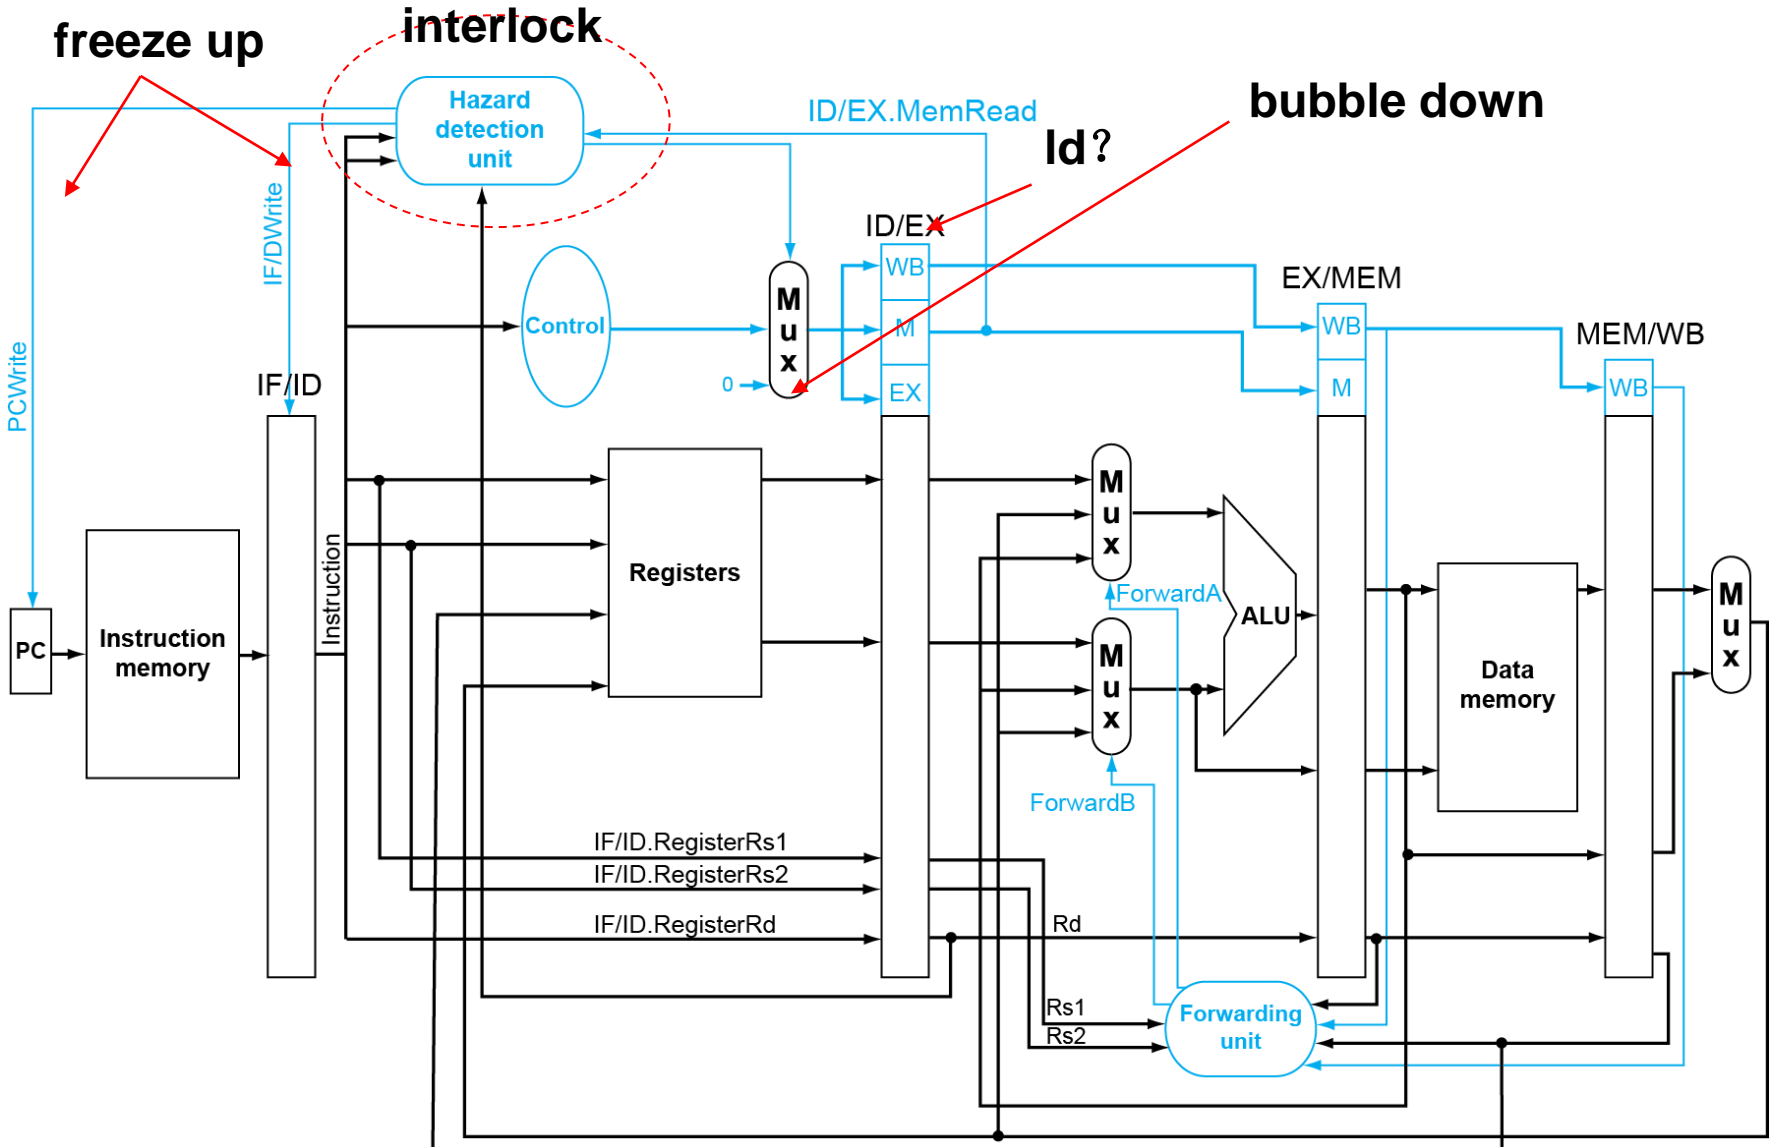 interlock
freeze up
Hazard
detection
unit
ID/EX.MemRead
bubble down
ld？
PCWrite
IF/DWrite
ID/EX
WB
M
EX
Control
M
u
x
0
EX/MEM
WB
M
MEM/WB
WB
IF/ID
Instruction
PC
Instruction
memory
Registers
M
u
x
ForwardA
M
u
x
ForwardB
ALU
Data
memory
M
u
x
IF/ID.RegisterRs1
IF/ID.RegisterRs2
IF/ID.RegisterRd
Rd
Rs1
Rs2
Forwarding
unit